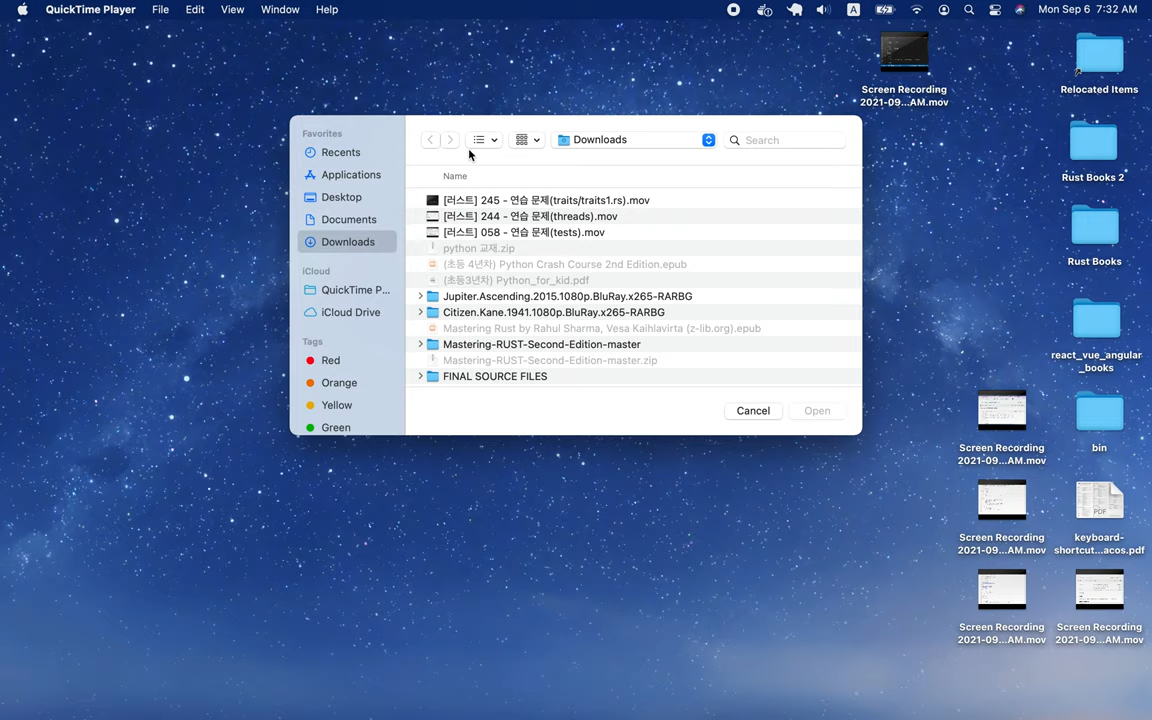 QuickTime Player File Edit View Window Help A Mon Sep 6 7:32 AM
Screen Recording
2021-09...AM.mov
Relocated Items
Rust Books 2
Rust Books
react_vue_angular
_books
bin
Screen Recording
2021-09...AM.mov
Screen Recording
2021-09...AM.mov
keyboard-
shortcut...acos.pdf
PDF
Screen Recording
2021-09...AM.mov
Screen Recording
2021-09...AM.mov
Favorites
Recents
Applications
Desktop
Documents
Downloads
iCloud
QuickTime P...
iCloud Drive
Tags
Red
Orange
Yellow
Green
Downloads
Search
Name
[러스트] 245 - 연습 문제(traits/traits1.rs).mov
[러스트] 244 - 연습 문제(threads).mov
[러스트] 058 - 연습 문제(tests).mov
python 교재.zip
(초등 4년차) Python Crash Course 2nd Edition.epub
(초등3년차) Python_for_kid.pdf
Jupiter.Ascending.2015.1080p.BluRay.x265-RARBG
Citizen.Kane.1941.1080p.BluRay.x265-RARBG
Mastering Rust by Rahul Sharma, Vesa Kaihlavirta (z-lib.org).epub
Mastering-RUST-Second-Edition-master
Mastering-RUST-Second-Edition-master.zip
FINAL SOURCE FILES
Cancel Open